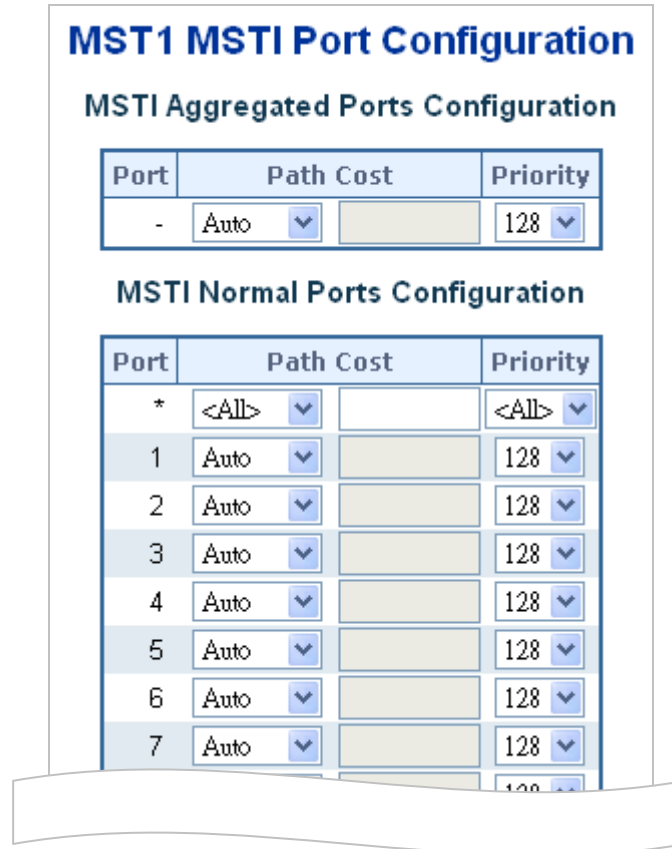 MST1 MSTI Port Configuration
MSTI Aggregated Ports Configuration
Port Path Cost Priority
- Auto 128
MSTI Normal Ports Configuration
Port Path Cost Priority
* <All> <All>
1 Auto 128
2 Auto 128
3 Auto 128
4 Auto 128
5 Auto 128
6 Auto 128
7 Auto 128